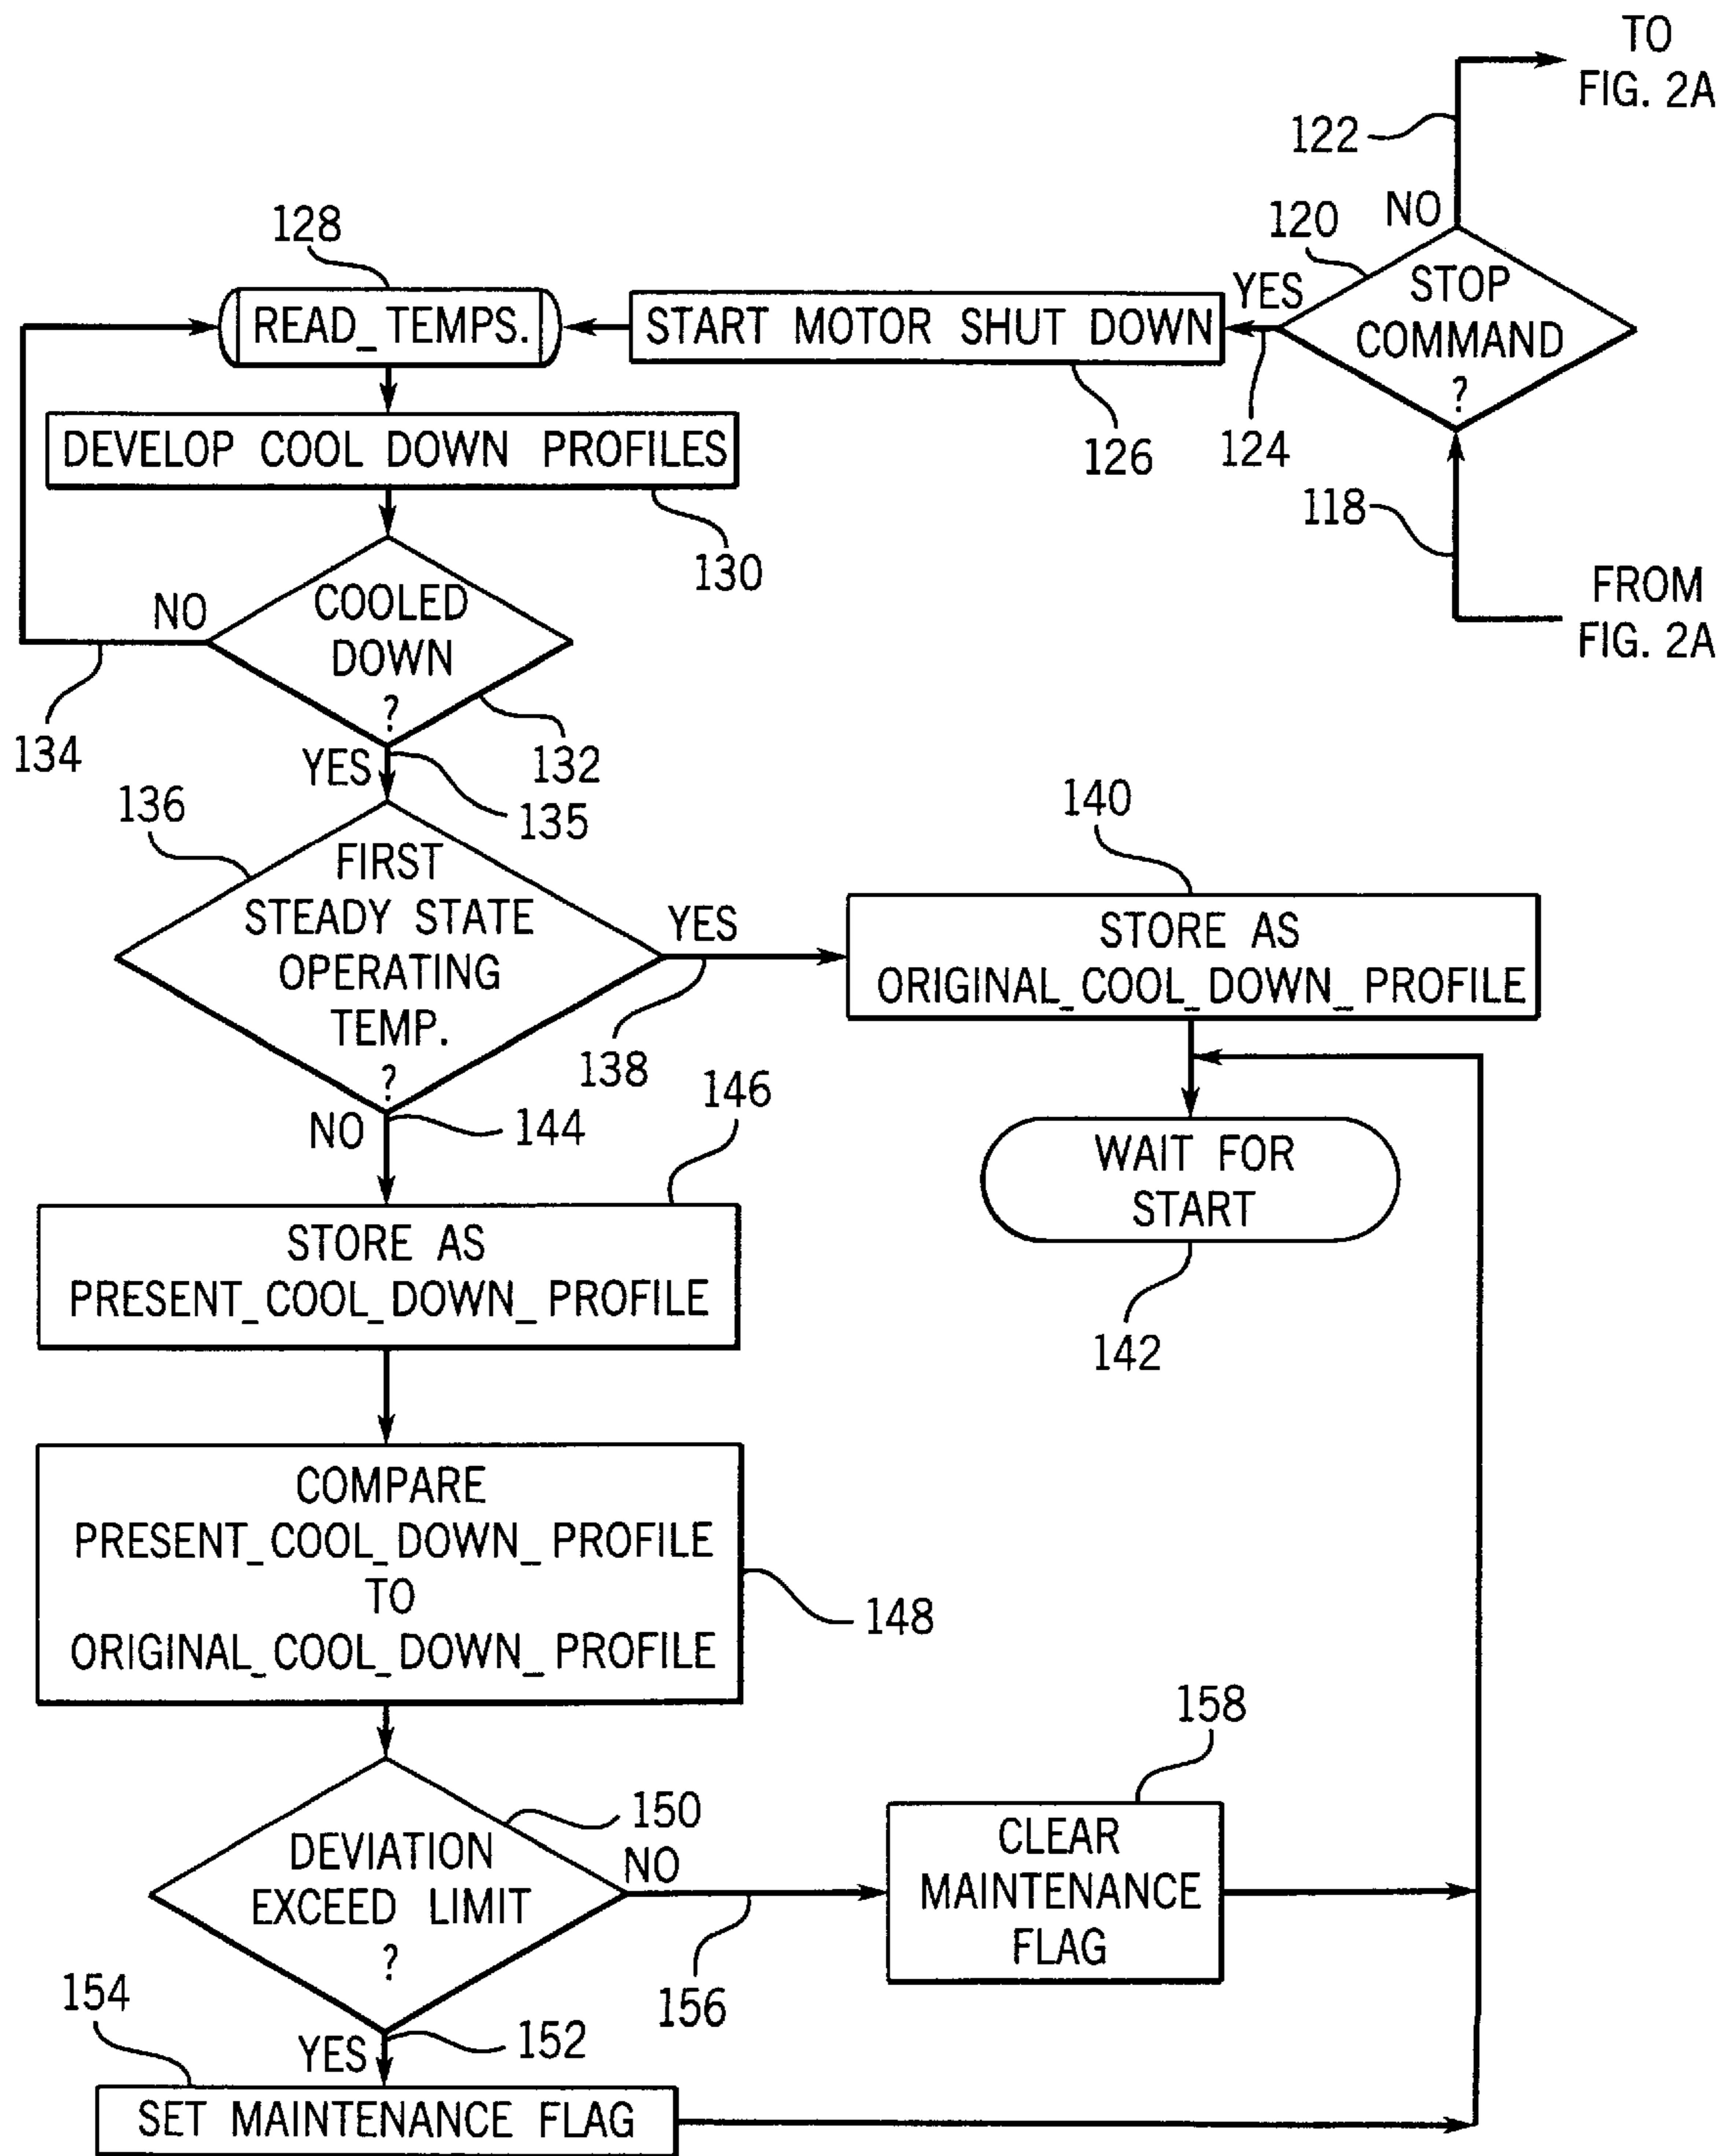 TO
FIG. 2A
122
120
NO
128
YES
STOP
COMMAND
?
READ_TEMPS.
START MOTOR SHUT DOWN
124
126
DEVELOP COOL DOWN PROFILES
118
130
FROM
FIG. 2A
NO
COOLED
DOWN
?
134
132
YES
135
136
140
FIRST
STEADY STATE
OPERATING
TEMP.
?
YES
138
STORE AS
ORIGINAL_COOL_DOWN_PROFILE
NO
144
146
WAIT FOR
START
142
STORE AS
PRESENT_COOL_DOWN_PROFILE
COMPARE
PRESENT_COOL_DOWN_PROFILE
TO
ORIGINAL_COOL_DOWN_PROFILE
148
158
150
DEVIATION
EXCEED LIMIT
?
NO
156
CLEAR
MAINTENANCE
FLAG
154
YES
152
SET MAINTENANCE FLAG